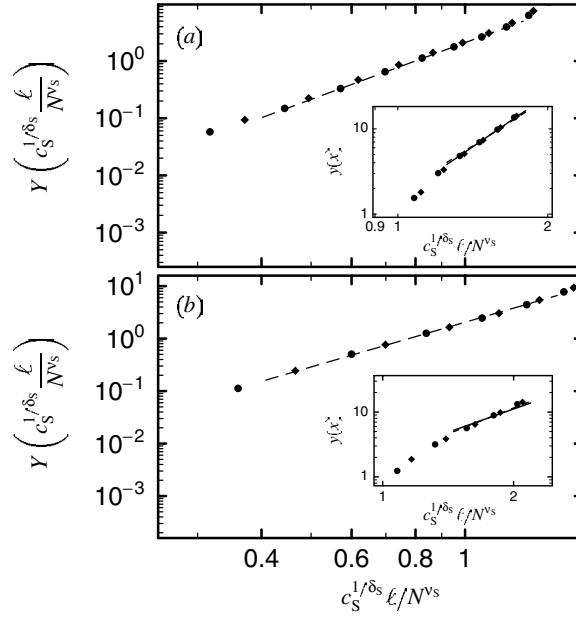 (a)
10^0
10^{-1}
10^{-2}
10^{-3}
Y ( c_S^{1/δ_S} ℓ / N^{ν_S} )
10
1
y(x)
0.9 1 2
c_S^{1/δ_S} ℓ/N^{ν_S}
(b)
10^1
10^0
10^{-1}
10^{-2}
10^{-3}
Y ( c_S^{1/δ_S} ℓ / N^{ν_S} )
10
1
y(x)
1 2
c_S^{1/δ_S} ℓ/N^{ν_S}
0.4 0.6 0.8 1
c_S^{1/δ_S} ℓ/N^{ν_S}